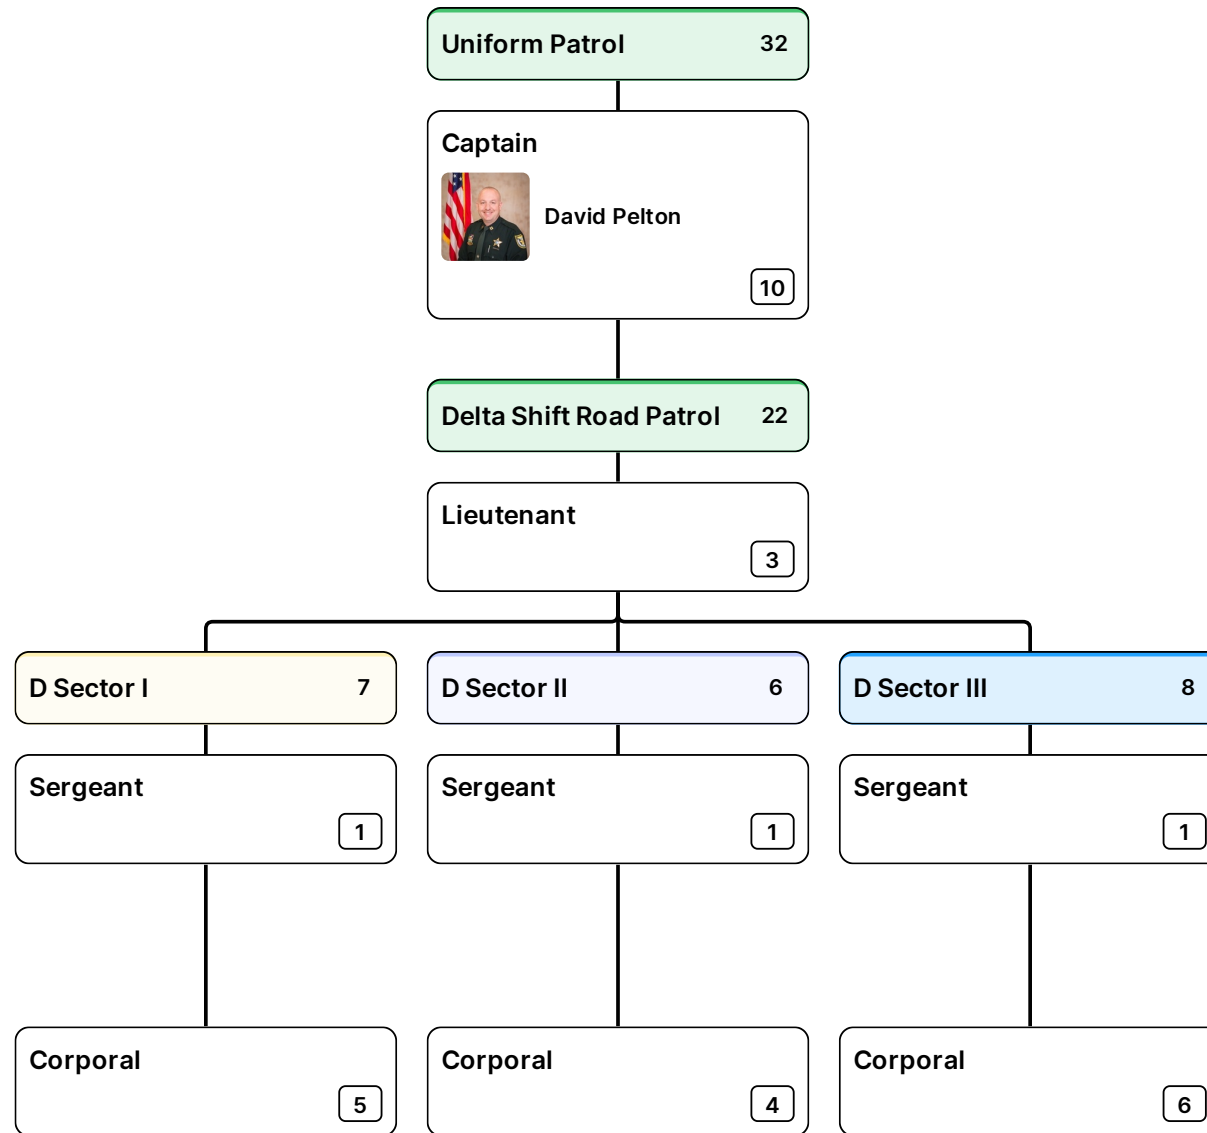 Uniform Patrol 32
Captain
David Pelton
10
Delta Shift Road Patrol 22
Lieutenant
3
D Sector I 7
D Sector II 6
D Sector III 8
Sergeant
1
Sergeant
1
Sergeant
1
Corporal
5
Corporal
4
Corporal
6